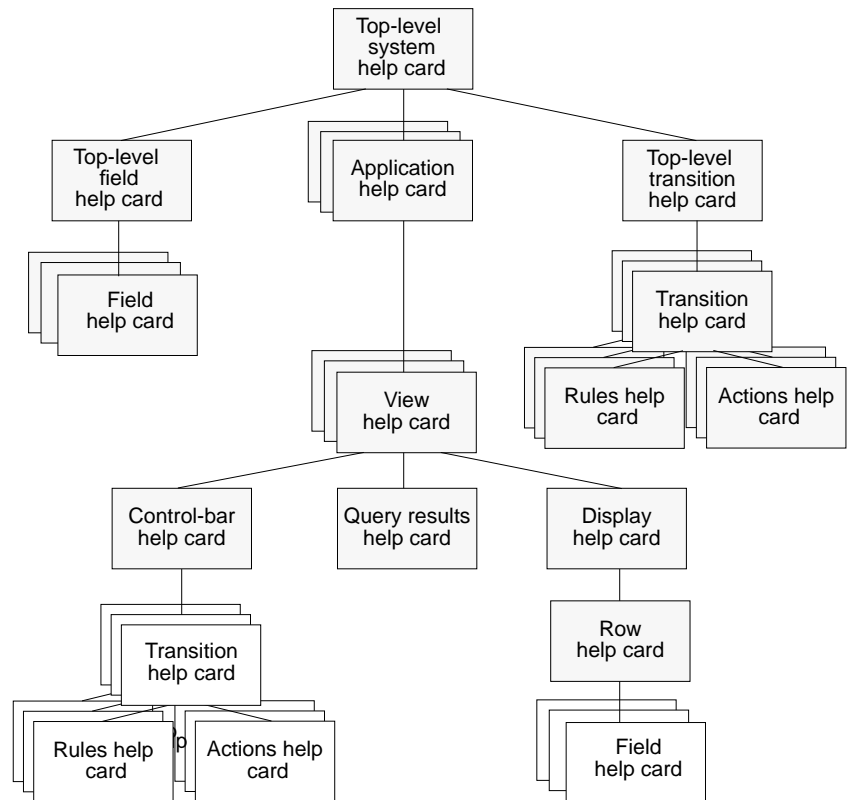 Top-level
system
help card
Top-level
field
help card
Application
help card
Top-level
transition
help card
Field
help card
Transition
help card
Rules help
card
Actions help
card
View
help card
Control-bar
help card
Query results
help card
Display
help card
Transition
help card
Row
help card
Rules help
card
Actions help
card
Field
help card